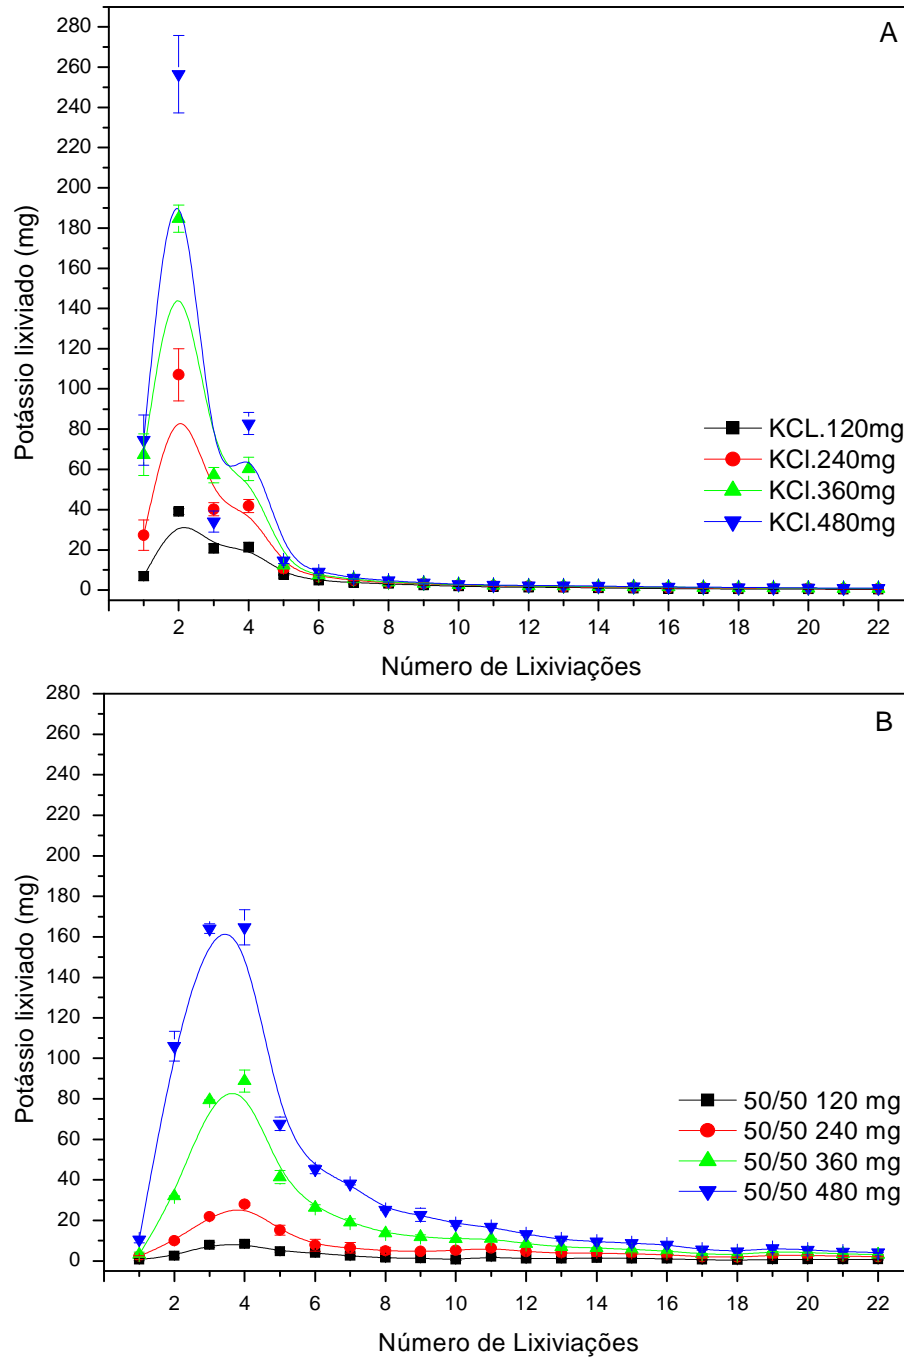 A
280
260
240
220
200
180
160
140
120
100
80
60
40
20
0
Potássio lixiviado (mg)
KCL.120mg
KCl.240mg
KCl.360mg
KCl.480mg
2 4 6 8 10 12 14 16 18 20 22
Número de Lixiviações
B
280
260
240
220
200
180
160
140
120
100
80
60
40
20
0
Potássio lixiviado (mg)
50/50 120 mg
50/50 240 mg
50/50 360 mg
50/50 480 mg
2 4 6 8 10 12 14 16 18 20 22
Número de Lixiviações